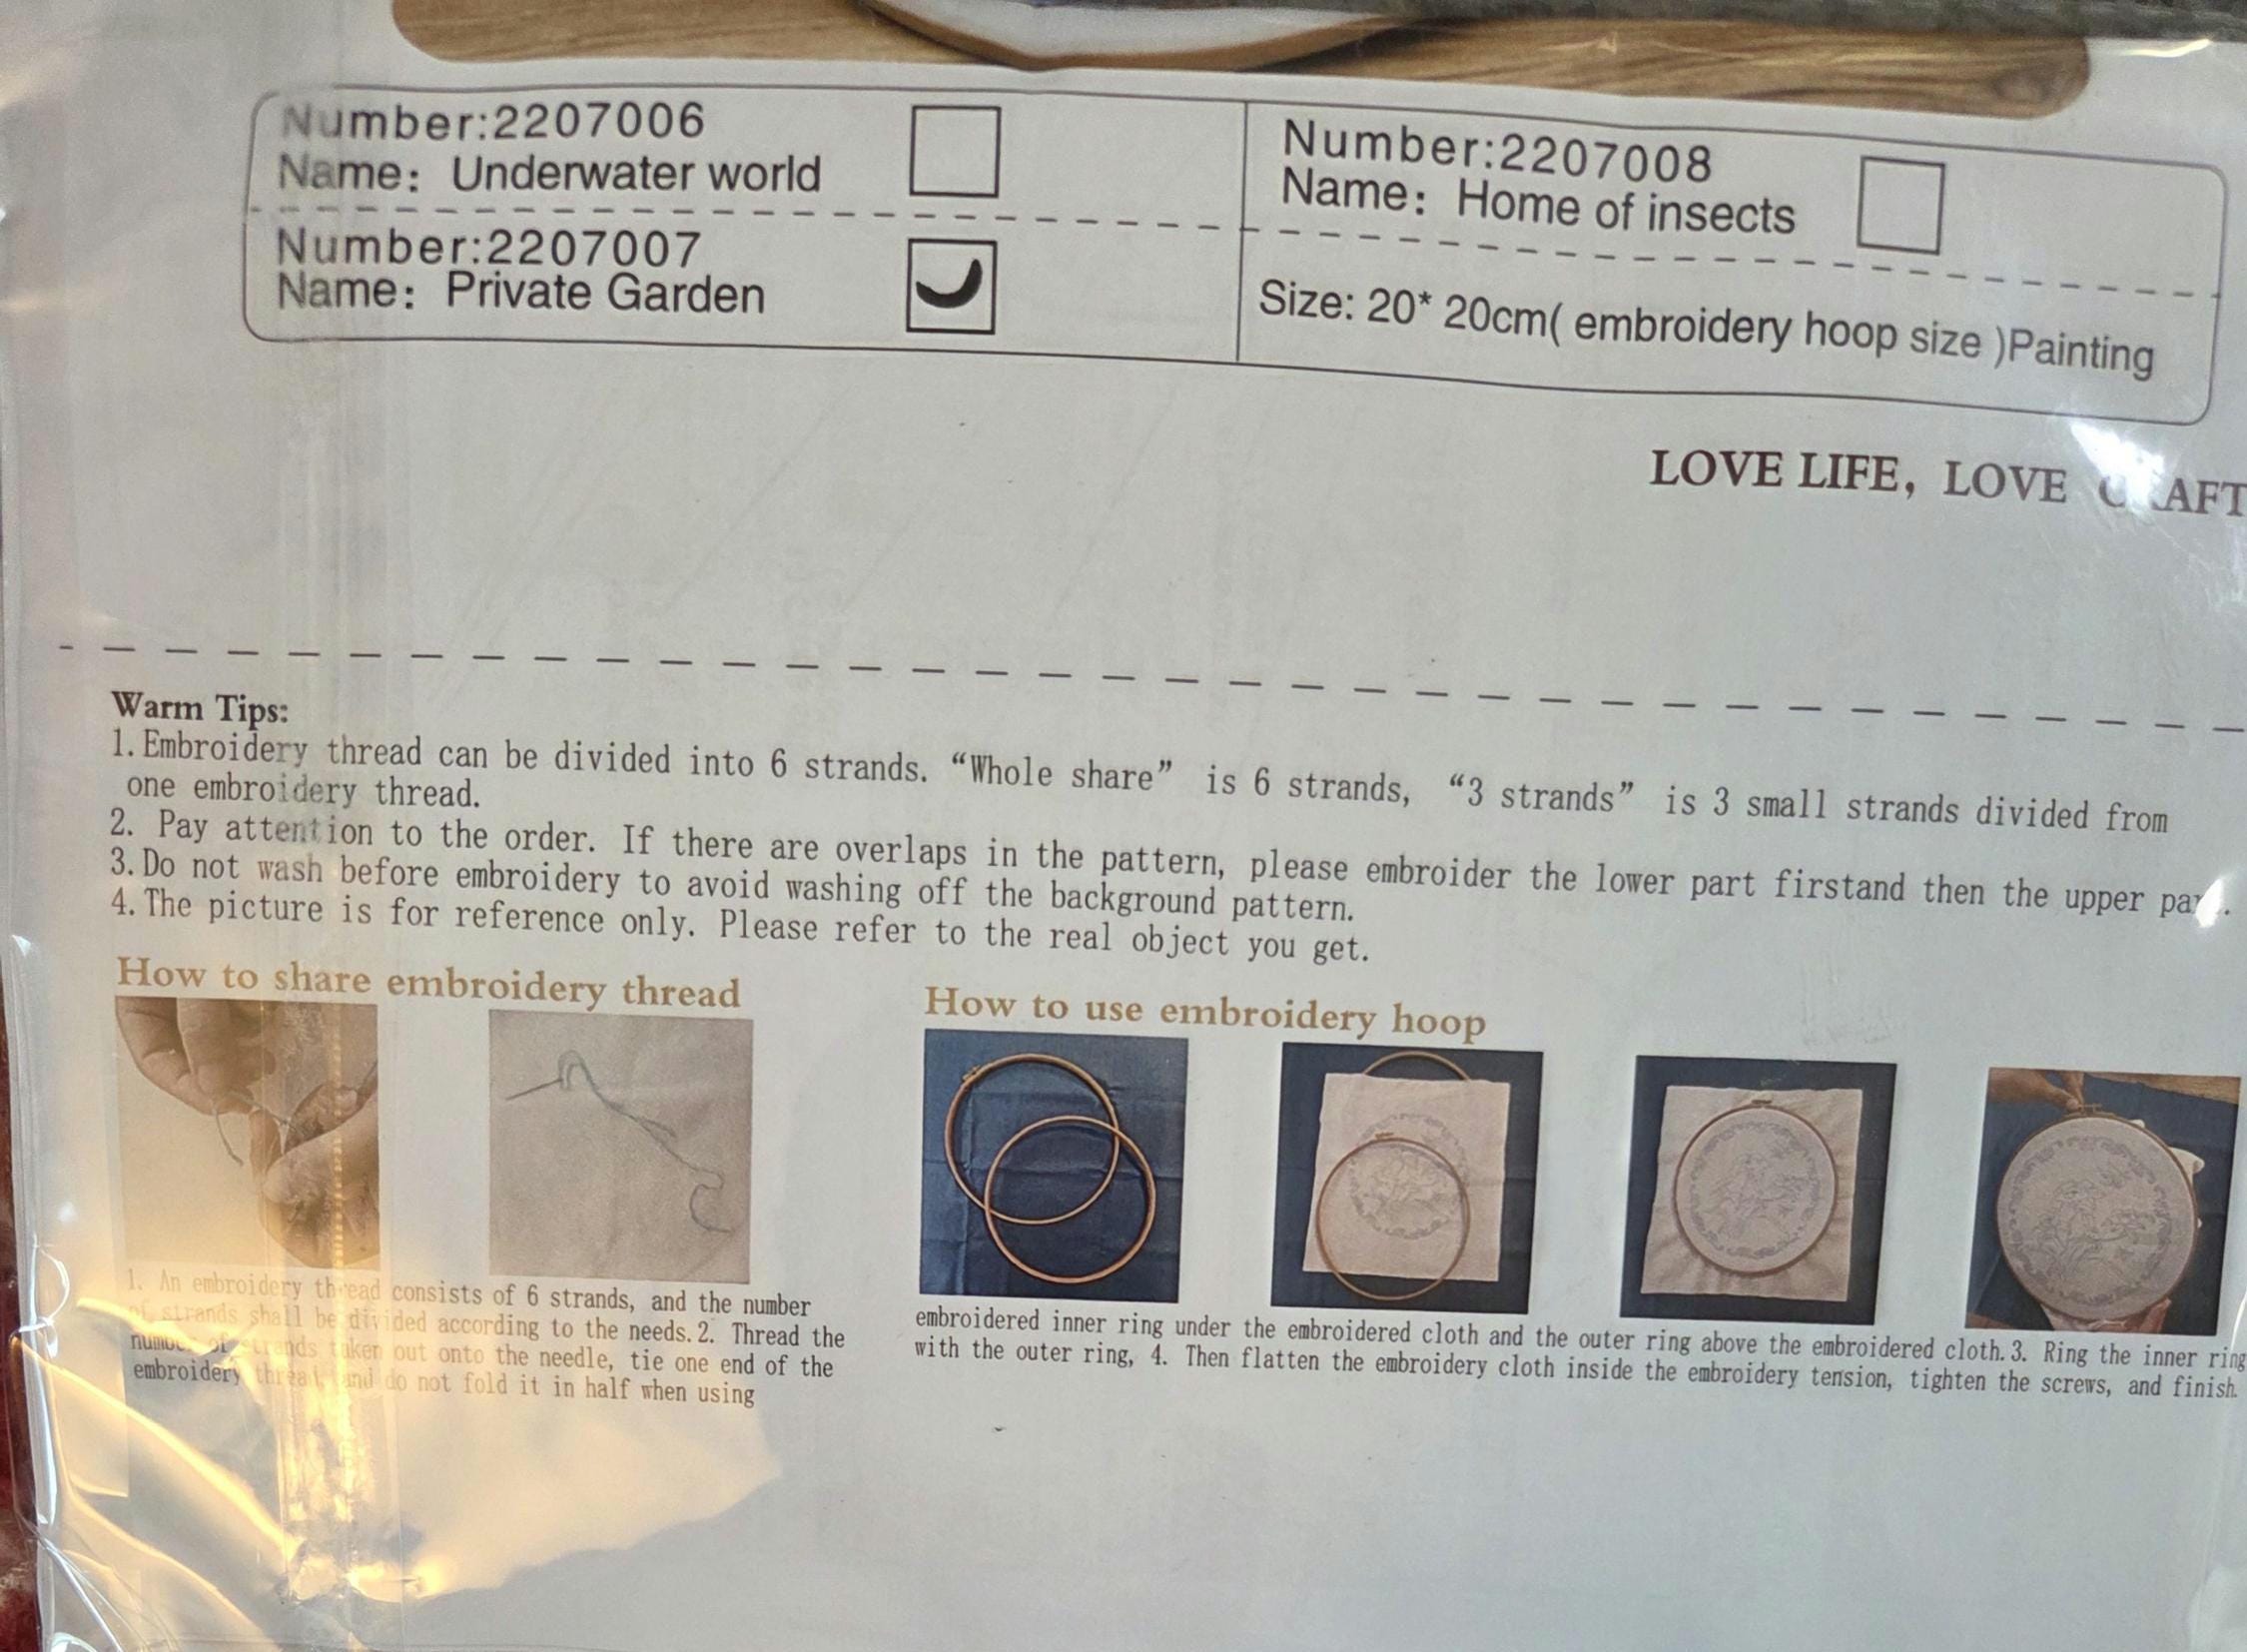 Number:2207006
Name: Underwater world
Number:2207007
Name: Private Garden
Number:2207008
Name: Home of insects
Size: 20* 20cm( embroidery hoop size )Painting
LOVE LIFE, LOVE CRAFT
Warm Tips:
1. Embroidery thread can be divided into 6 strands. “Whole share” is 6 strands, “3 strands” is 3 small strands divided from
one embroidery thread.
2. Pay attention to the order. If there are overlaps in the pattern, please embroider the lower part firstand then the upper part.
3. Do not wash before embroidery to avoid washing off the background pattern.
4. The picture is for reference only. Please refer to the real object you get.
How to share embroidery thread
1. An embroidery thread consists of 6 strands, and the number
of strands shall be divided according to the needs. 2. Thread the
number of strands taken out onto the needle, tie one end of the
embroidery thread and do not fold it in half when using
How to use embroidery hoop
embroidered inner ring under the embroidered cloth and the outer ring above the embroidered cloth. 3. Ring the inner ring
with the outer ring, 4. Then flatten the embroidery cloth inside the embroidery tension, tighten the screws, and finish.